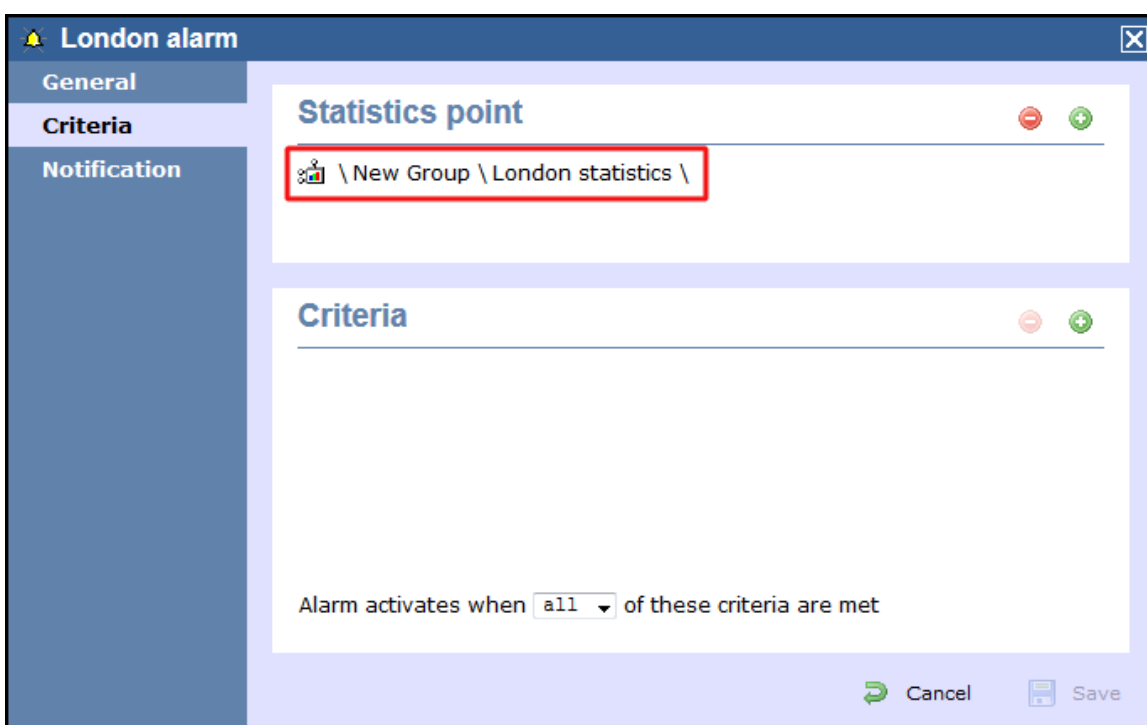 London alarm
General
Criteria
Notification
Statistics point
\ New Group \ London statistics \
Criteria
Alarm activates when all of these criteria are met
Cancel Save